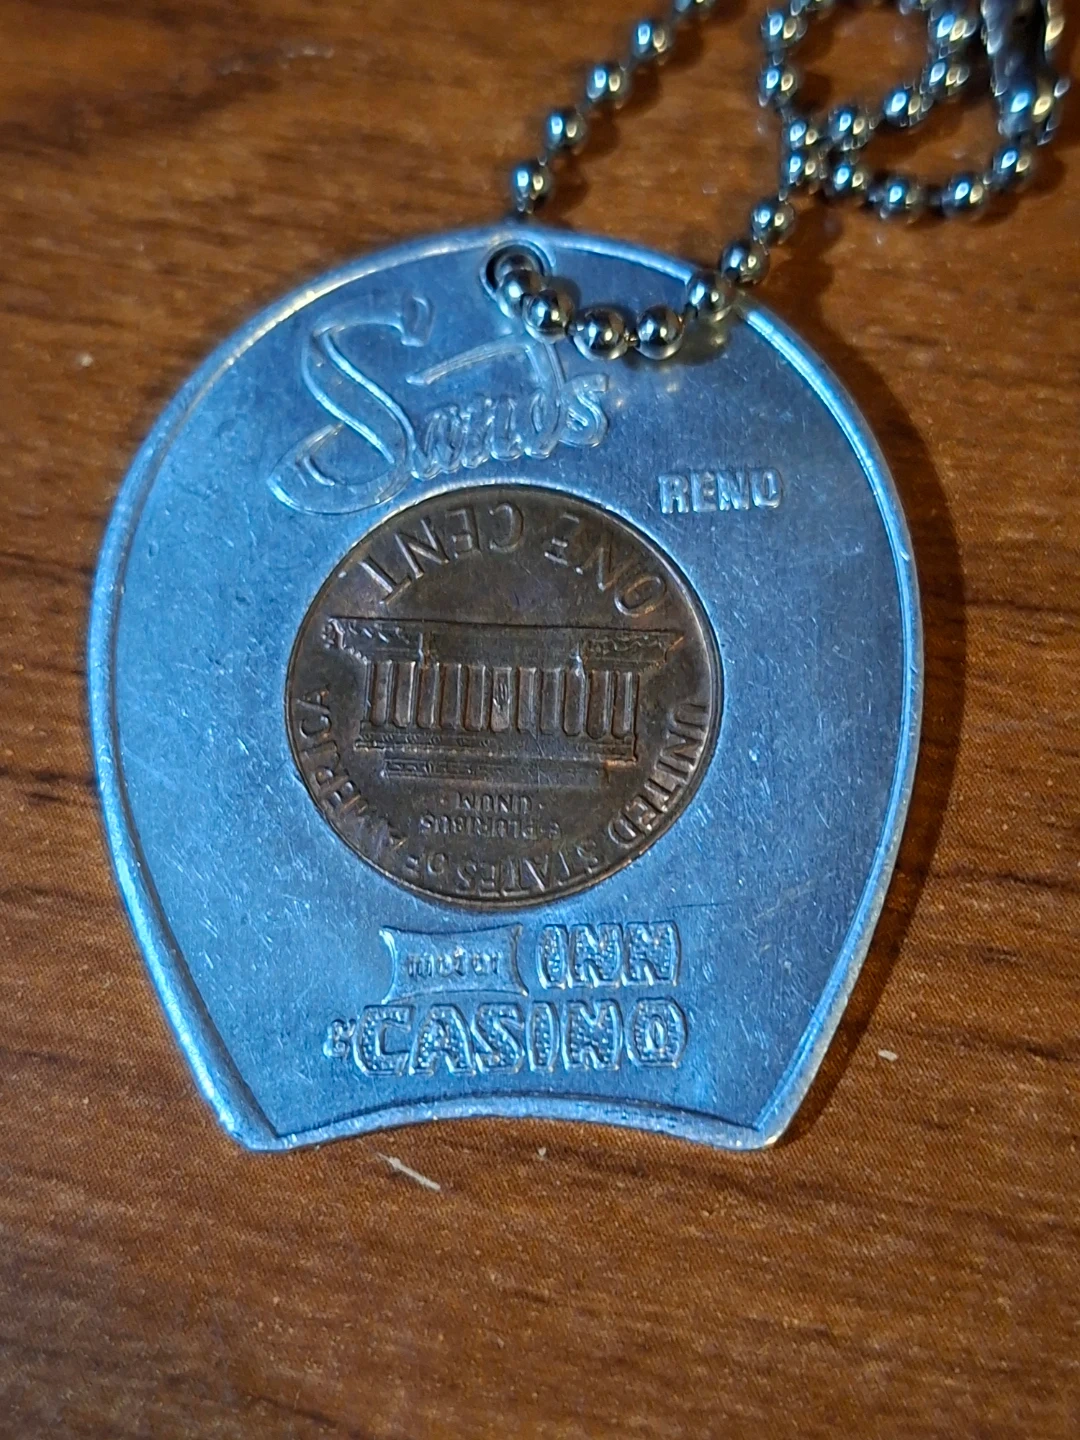 Sands
RENO
ONE CENT
UNITED STATES OF AMERICA
E·PLURIBUS
·UNUM·
motor INN
& CASINO